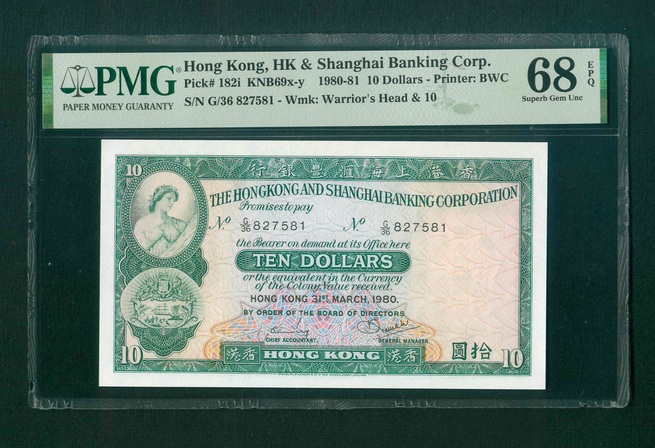 PMG®
PAPER MONEY GUARANTY
Hong Kong, HK & Shanghai Banking Corp.
Pick# 182i KNB69x-y 1980-81 10 Dollars - Printer: BWC
S/N G/36 827581 - Wmk: Warrior's Head & 10
68 EPQ
Superb Gem Unc
10
行銀豐滙海上港香
THE HONGKONG AND SHANGHAI BANKING CORPORATION
Promises to pay
Nº G/36 827581 Nº G/36 827581
the Bearer on demand at its Office here
TEN DOLLARS
or the equivalent in the Currency
of the Colony, Value received.
HONG KONG 31ST MARCH, 1980.
BY ORDER OF THE BOARD OF DIRECTORS
CHIEF ACCOUNTANT GENERAL MANAGER
10 港香 HONG KONG 港香 圓拾 10